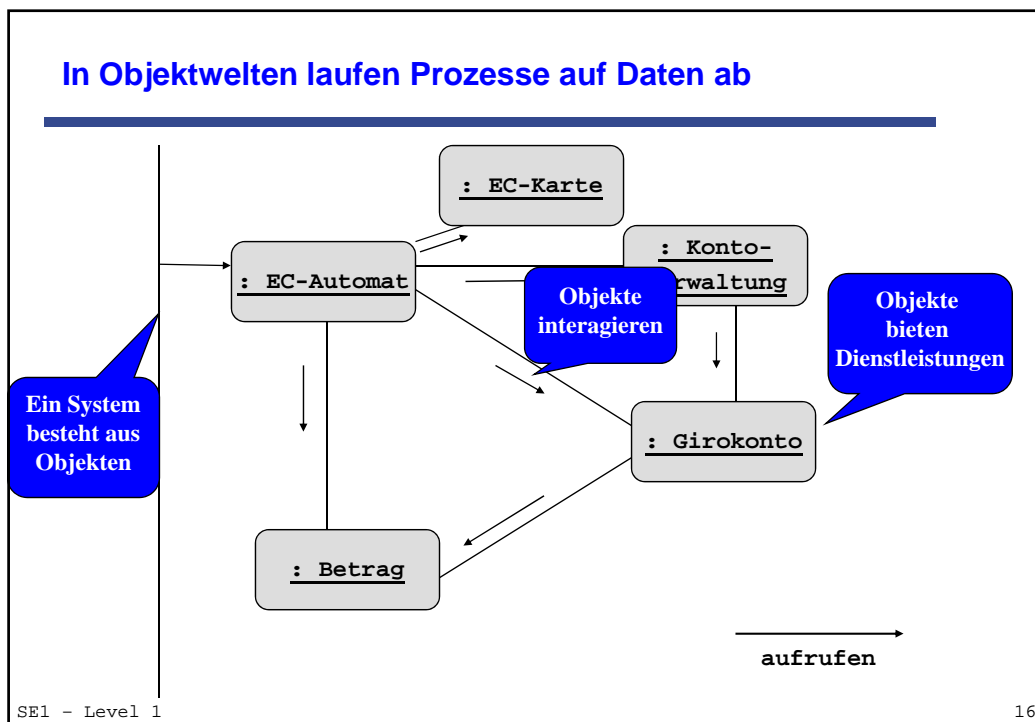 In Objektwelten laufen Prozesse auf Daten ab
: EC-Karte
: EC-Automat
: Konto-
rwaltung
Objekte
interagieren
Objekte
bieten
Dienstleistungen
Ein System
besteht aus
Objekten
: Girokonto
: Betrag
aufrufen
SE1 – Level 1
16